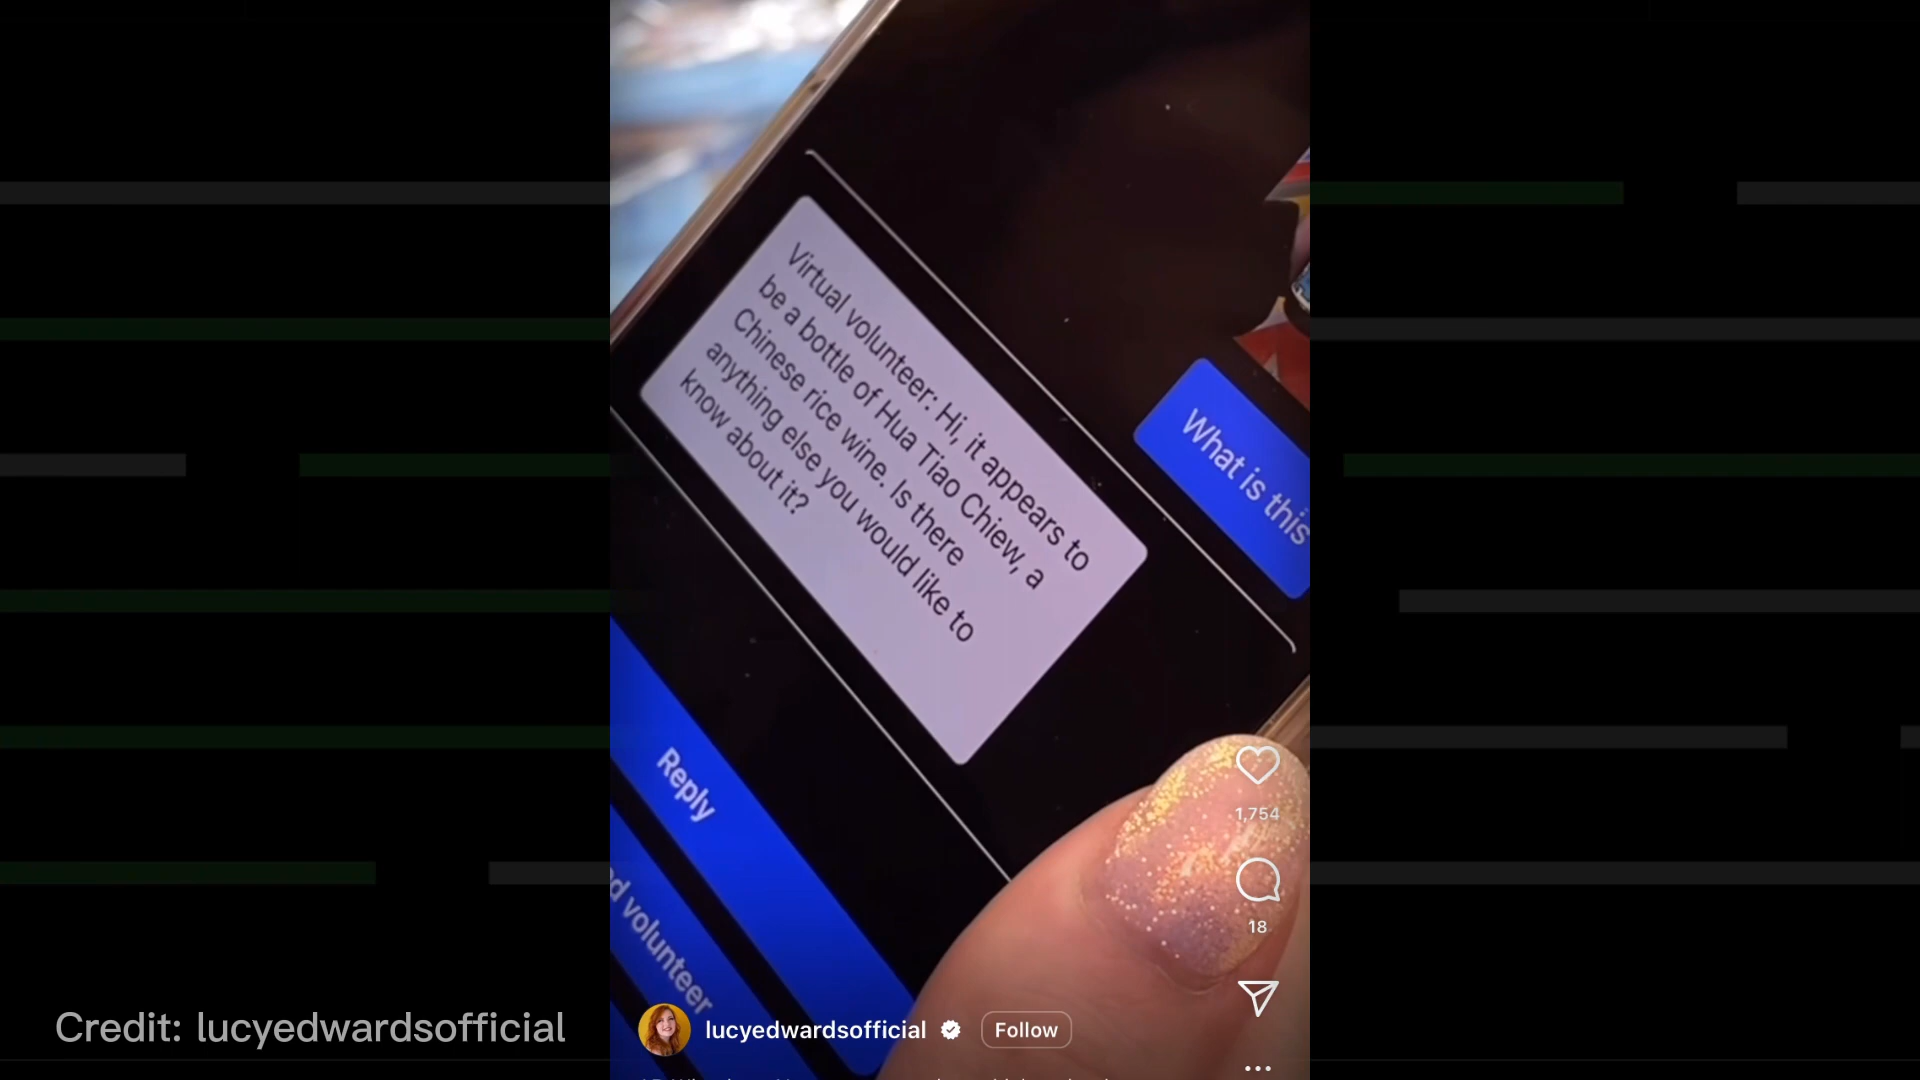 Virtual volunteer: Hi, it appears to
be a bottle of Hua Tiao Chiew, a
Chinese rice wine. Is there
anything else you would like to
know about it?
What is this
Reply
volunteer
1,754
18
lucyedwardsofficial
Follow
Credit: lucyedwardsofficial